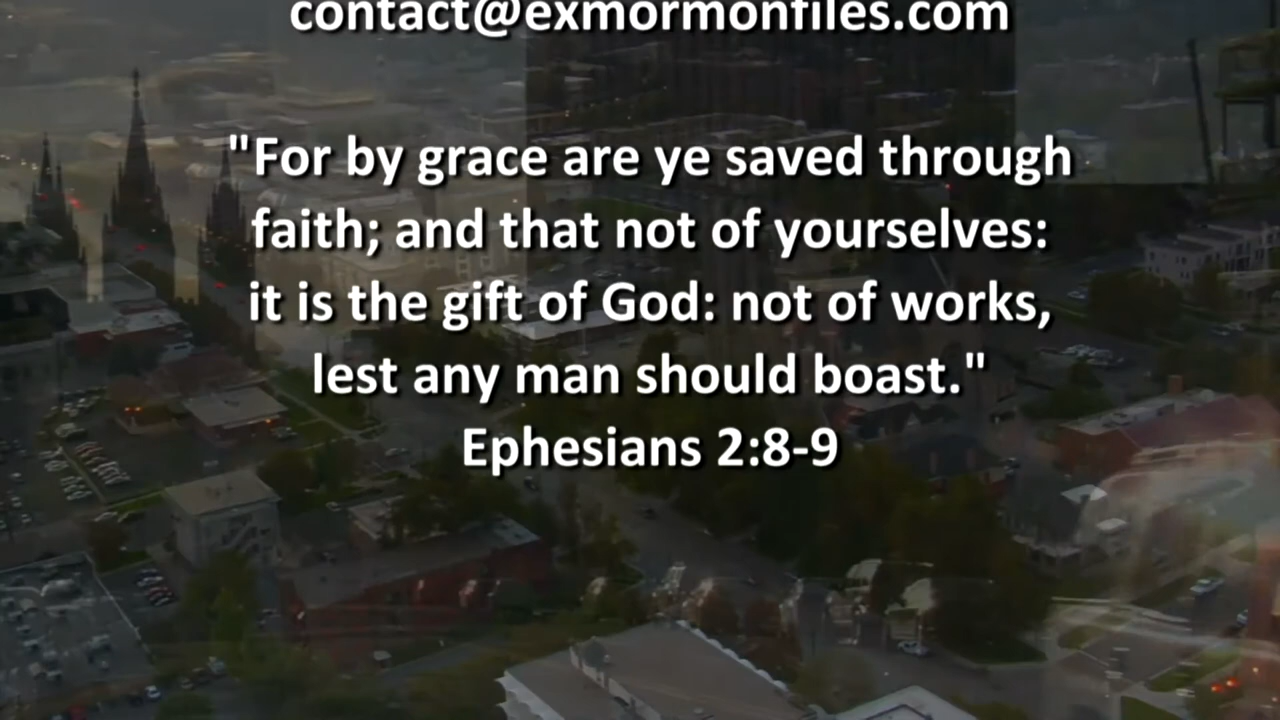 contact@exmormonfiles.com
"For by grace are ye saved through
faith; and that not of yourselves:
it is the gift of God: not of works,
lest any man should boast."
Ephesians 2:8-9